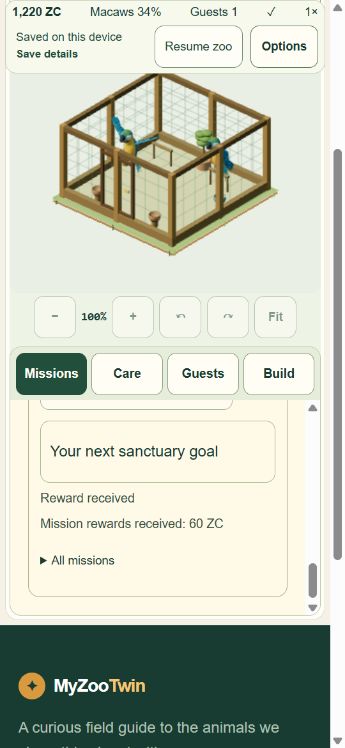 1,220 ZC Macaws 34% Guests 1 ✓ 1×
Saved on this device
Save details
Resume zoo
Options
− 100% + Fit
Missions Care Guests Build
Your next sanctuary goal
Reward received
Mission rewards received: 60 ZC
▶ All missions
MyZooTwin
A curious field guide to the animals we